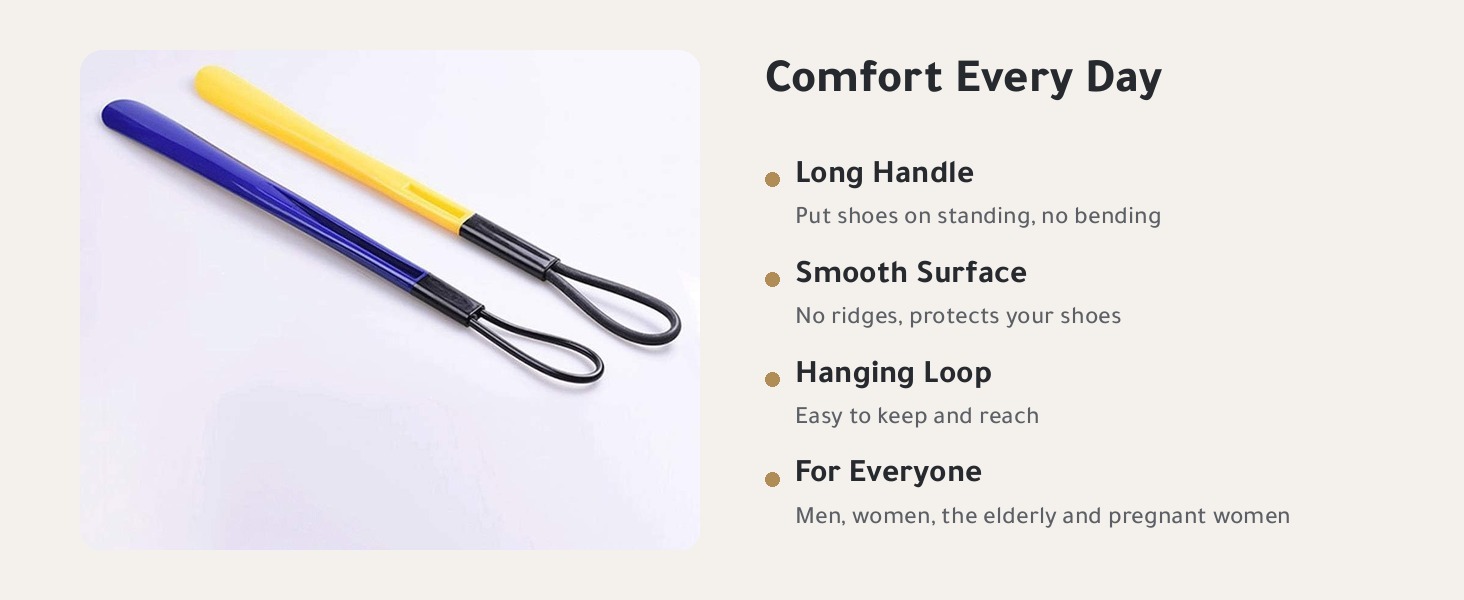 Comfort Every Day
Long Handle
Put shoes on standing, no bending
Smooth Surface
No ridges, protects your shoes
Hanging Loop
Easy to keep and reach
For Everyone
Men, women, the elderly and pregnant women